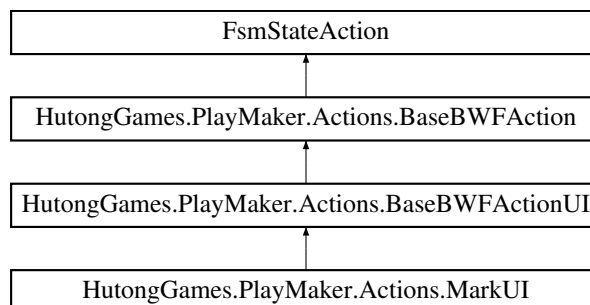 FsmStateAction
HutongGames.PlayMaker.Actions.BaseBWFAction
HutongGames.PlayMaker.Actions.BaseBWFActionUI
HutongGames.PlayMaker.Actions.MarkUI